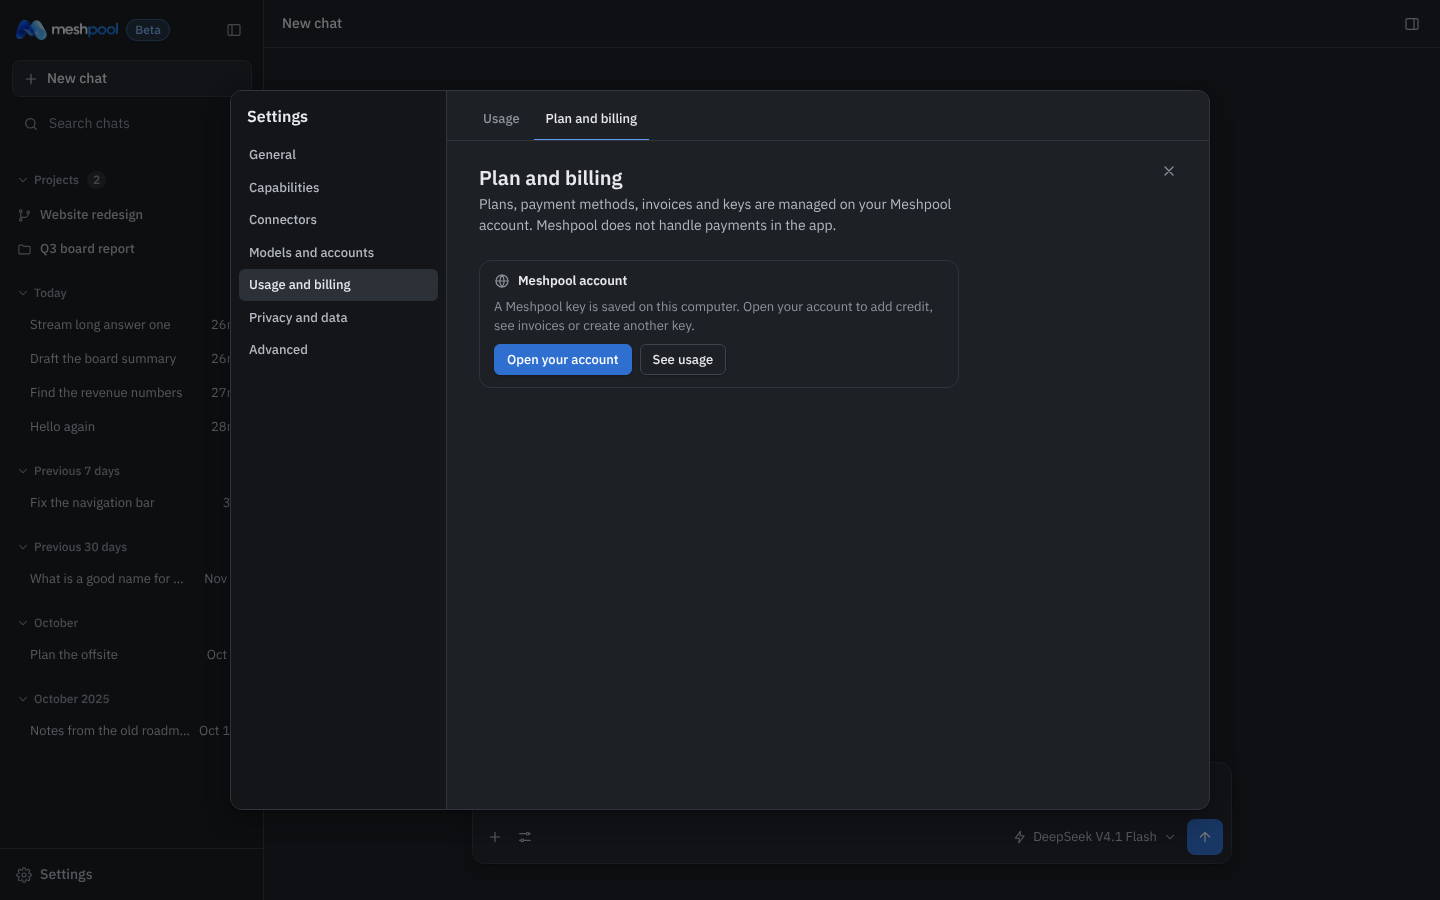 meshpool
Beta
New chat
New chat
Search chats
Projects 2
Website redesign
Q3 board report
Today
Stream long answer one
Draft the board summary
Find the revenue numbers
Hello again
Previous 7 days
Fix the navigation bar
Previous 30 days
What is a good name for ... Nov
October
Plan the offsite Oct
October 2025
Notes from the old roadm... Oct
Settings
Settings
General
Capabilities
Connectors
Models and accounts
Usage and billing
Privacy and data
Advanced
Usage
Plan and billing
Plan and billing
Plans, payment methods, invoices and keys are managed on your Meshpool
account. Meshpool does not handle payments in the app.
Meshpool account
A Meshpool key is saved on this computer. Open your account to add credit,
see invoices or create another key.
Open your account
See usage
DeepSeek V4.1 Flash